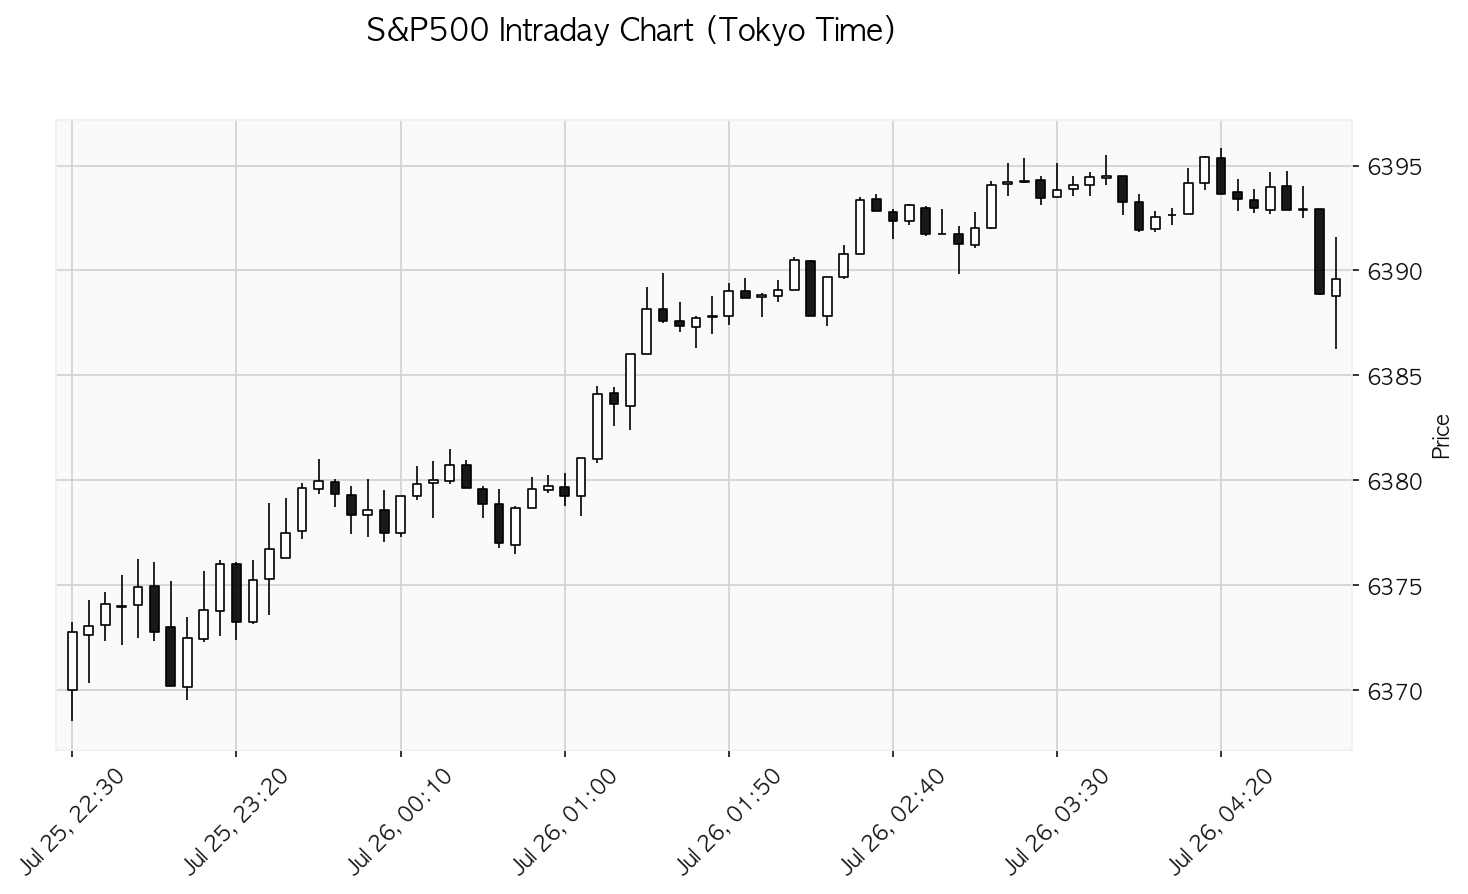 S&P500 Intraday Chart (Tokyo Time)
6395
6390
6385
6380
6375
6370
Price
Jul 25, 22:30
Jul 25, 23:20
Jul 26, 00:10
Jul 26, 01:00
Jul 26, 01:50
Jul 26, 02:40
Jul 26, 03:30
Jul 26, 04:20